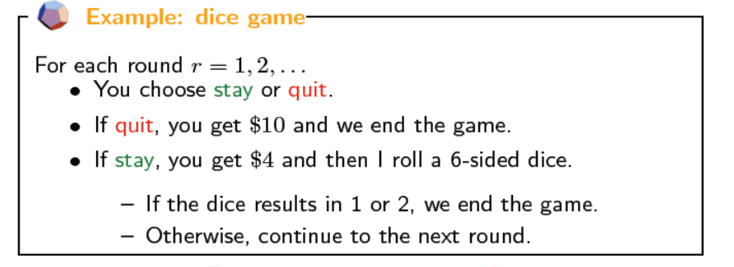 Example: dice game
For each round r = 1, 2, . . .
• You choose stay or quit.
• If quit, you get $10 and we end the game.
• If stay, you get $4 and then I roll a 6-sided dice.
– If the dice results in 1 or 2, we end the game.
– Otherwise, continue to the next round.